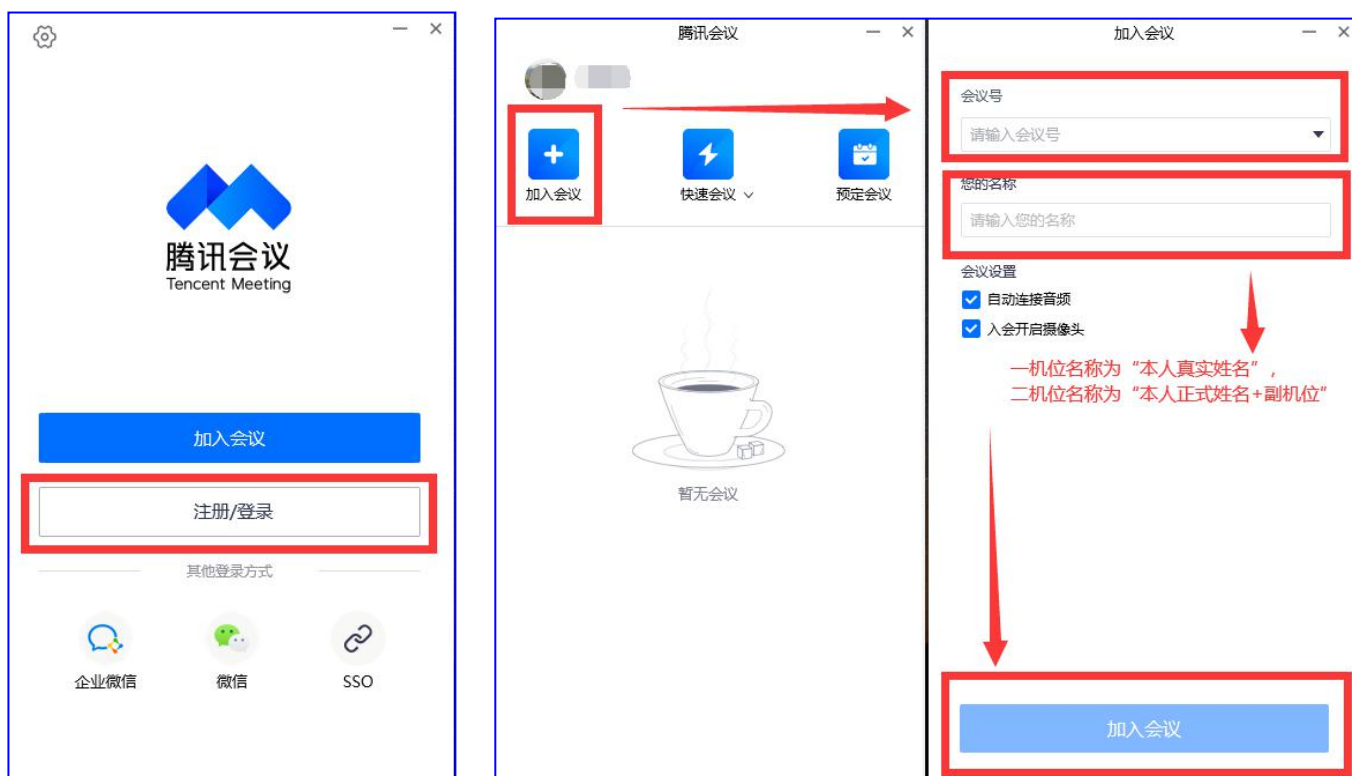 腾讯会议
Tencent Meeting
加入会议
注册/登录
其他登录方式
企业微信
微信
SSO
腾讯会议
加入会议
快速会议
预定会议
暂无会议
加入会议
会议号
请输入会议号
您的名称
请输入您的名称
会议设置
自动连接音频
入会开启摄像头
一机位名称为“本人真实姓名”,
二机位名称为“本人正式姓名+副机位”
加入会议